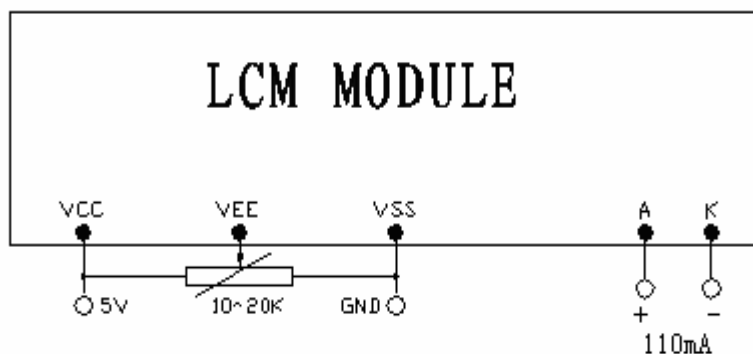 LCM MODULE
VCC VEE VSS A K
5V 10~20K GND + -
110mA